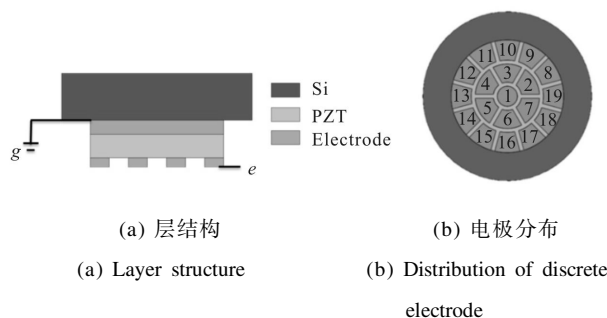 Si
PZT
Electrode
g
e
11 10 9
12 3 8
4 2
13 1 19
5 7
14 6 18
15 16 17
(a) 层结构
(b) 电极分布
(a) Layer structure
(b) Distribution of discrete
electrode